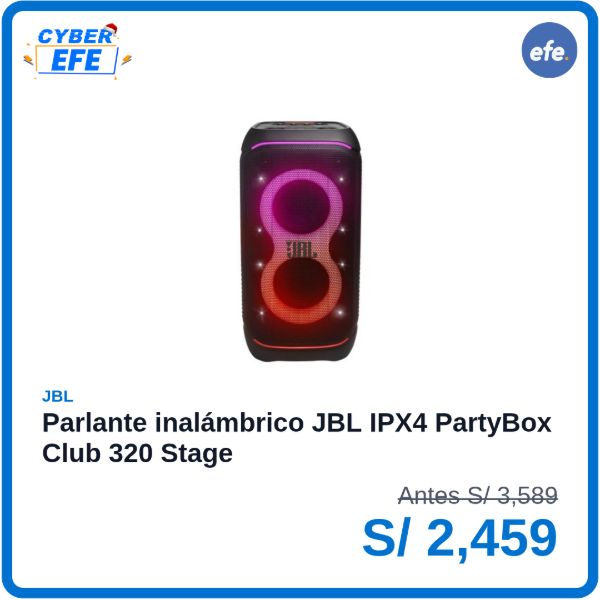 CYBER
EFE
efe.
JBL
JBL
Parlante inalámbrico JBL IPX4 PartyBox
Club 320 Stage
Antes S/ 3,589
S/ 2,459